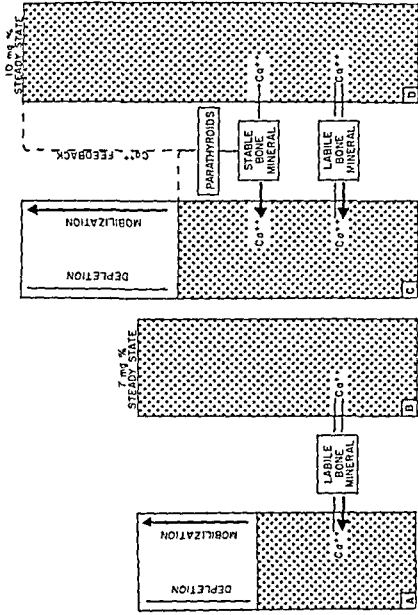 DEPLETION
MOBILIZATION
Ca++
A
LABILE
BONE
MINERAL
7 mg %
STEADY STATE
Ca++
B
DEPLETION
MOBILIZATION
Ca++
Ca++
C
Ca++ FEEDBACK
PARATHYROIDS
STABLE
BONE
MINERAL
LABILE
BONE
MINERAL
10 mg %
STEADY STATE
Ca++
Ca++
D